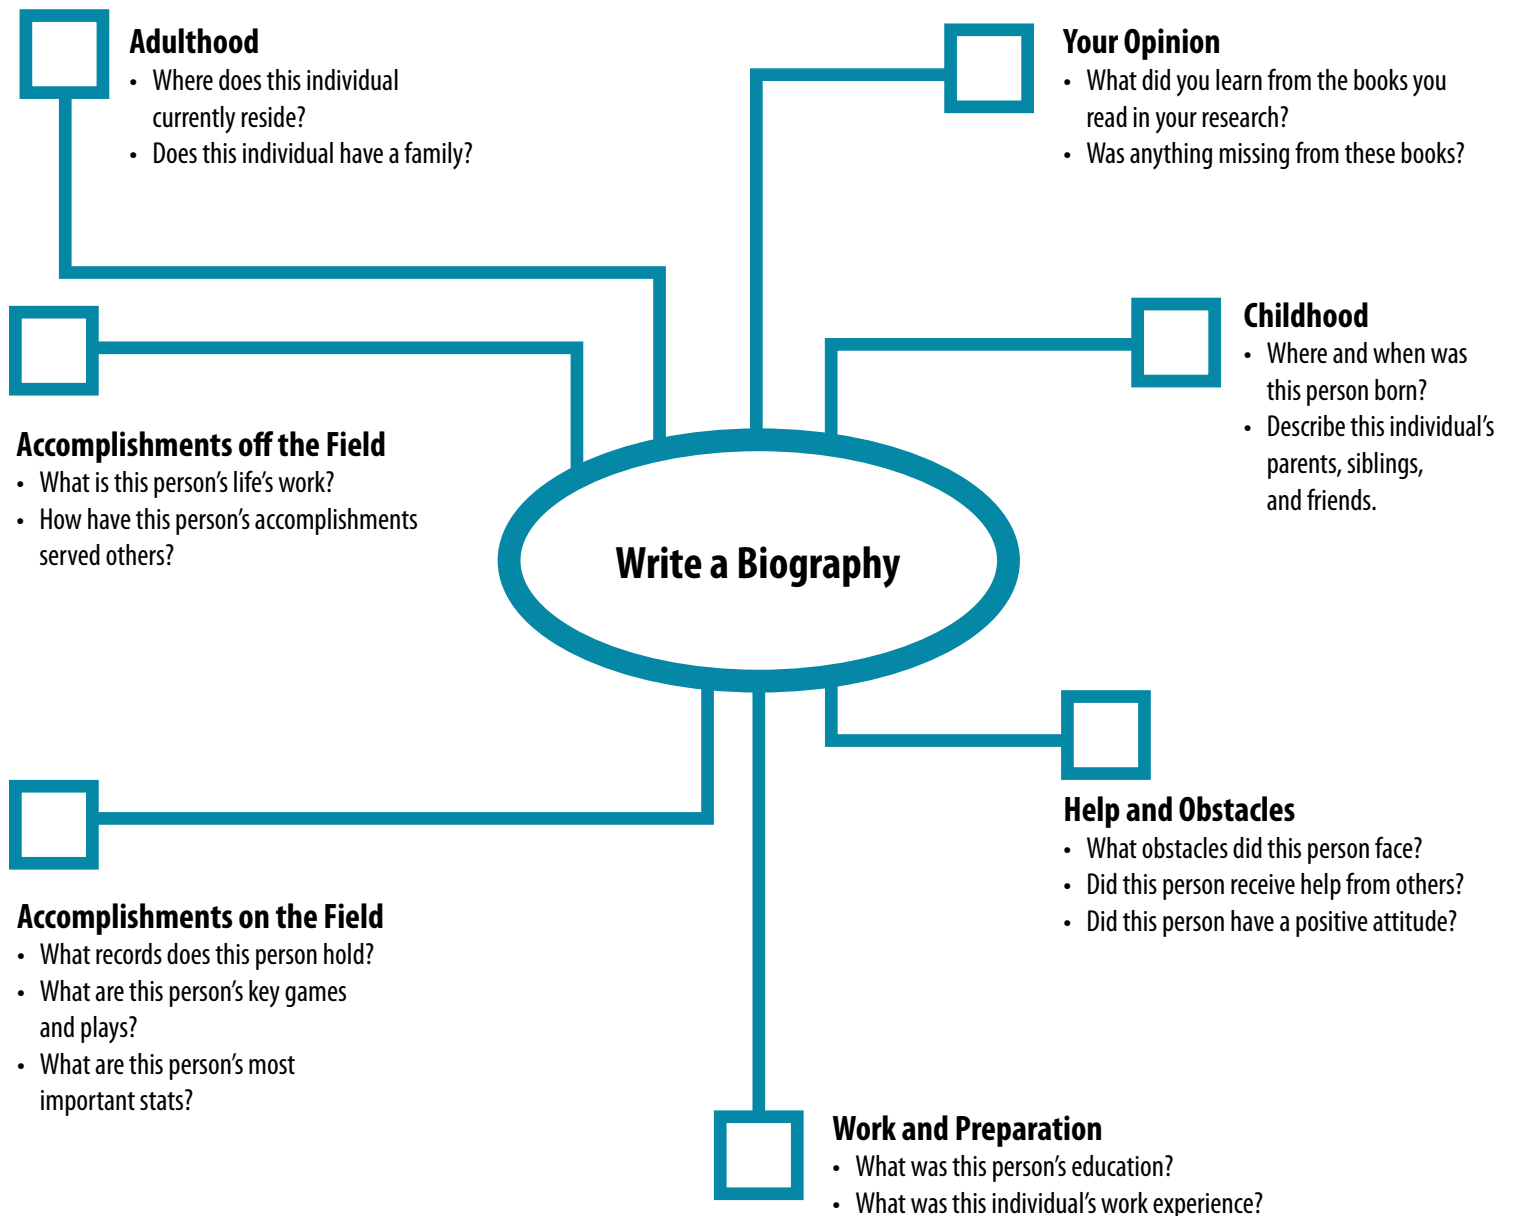 Adulthood
• Where does this individual
currently reside?
• Does this individual have a family?
Your Opinion
• What did you learn from the books you
read in your research?
• Was anything missing from these books?
Childhood
• Where and when was
this person born?
• Describe this individual's
parents, siblings,
and friends.
Accomplishments off the Field
• What is this person's life's work?
• How have this person's accomplishments
served others?
Write a Biography
Help and Obstacles
• What obstacles did this person face?
• Did this person receive help from others?
• Did this person have a positive attitude?
Accomplishments on the Field
• What records does this person hold?
• What are this person's key games
and plays?
• What are this person's most
important stats?
Work and Preparation
• What was this person's education?
• What was this individual's work experience?